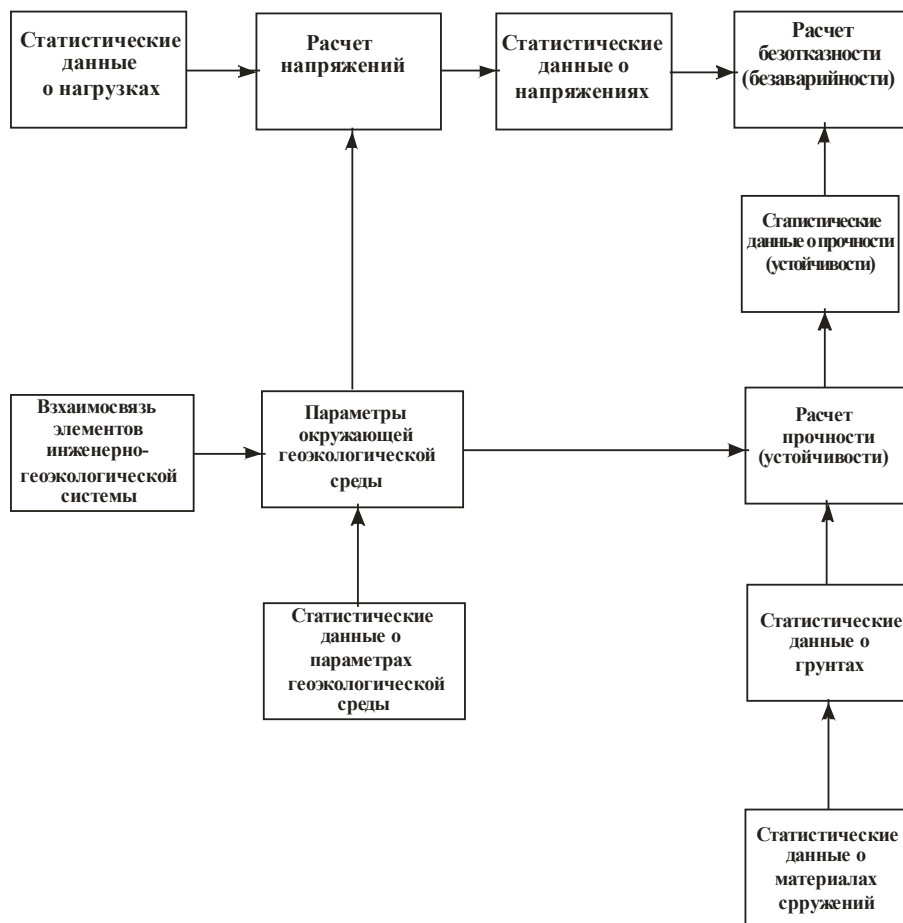 Статистические
данные
о нагрузках
Расчет
напряжений
Статистические
данные о
напряжениях
Расчет
безотказности
(безаварийности)
Статистические
данные о прочности
(устойчивости)
Взхаимосвязь
элементов
инженерно-
геоэкологической
системы
Параметры
окружающей
геоэкологической
среды
Расчет
прочности
(устойчивости)
Статистические
данные о
параметрах
геоэкологической
среды
Статистические
данные о
грунтах
Статистические
данные о
материалах
срружений